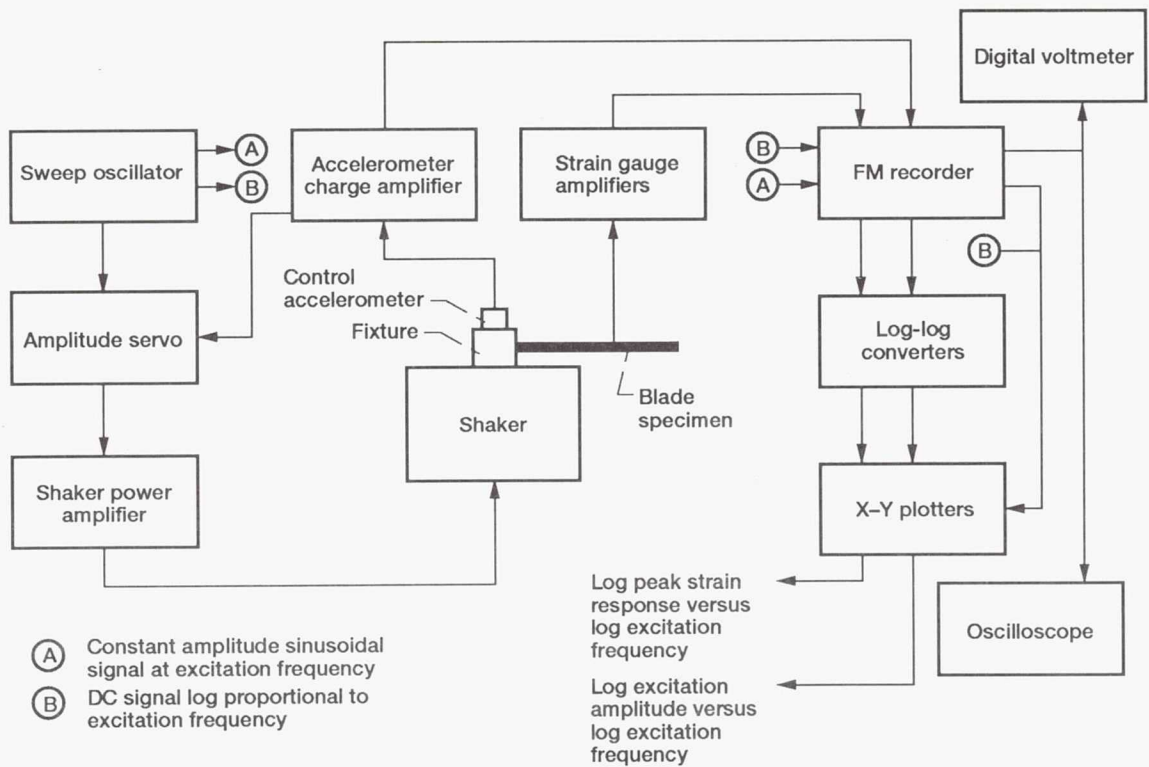 Digital voltmeter
Sweep oscillator
A
B
Accelerometer
charge amplifier
Strain gauge
amplifiers
B
A
FM recorder
B
Control
accelerometer
Fixture
Amplitude servo
Log-log
converters
Blade
specimen
Shaker
Shaker power
amplifier
X–Y plotters
Log peak strain
response versus
log excitation
frequency
Oscilloscope
A Constant amplitude sinusoidal
signal at excitation frequency
B DC signal log proportional to
excitation frequency
Log excitation
amplitude versus
log excitation
frequency